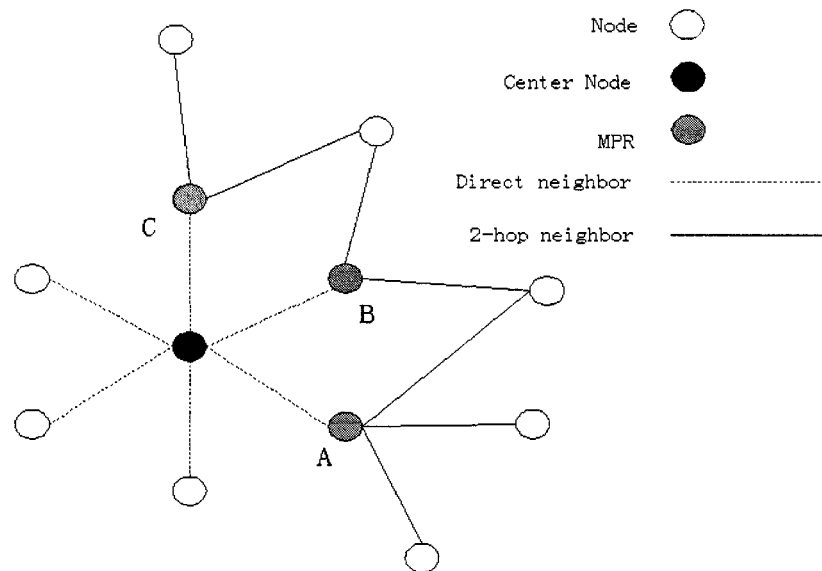 Node
Center Node
MPR
Direct neighbor
2-hop neighbor
C
B
A